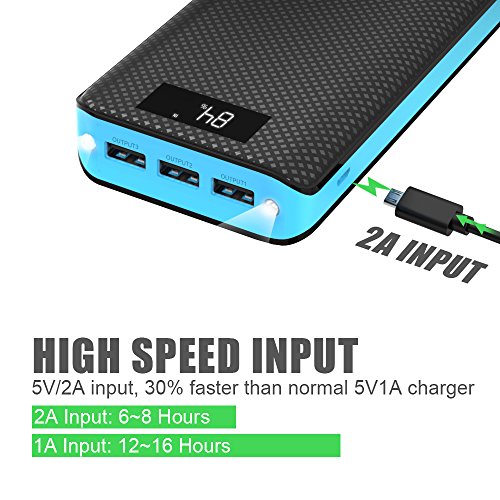 84
%
IN
OUTPUT3
OUTPUT2
OUTPUT1
2A INPUT
HIGH SPEED INPUT
5V/2A input, 30% faster than normal 5V1A charger
2A Input: 6~8 Hours
1A Input: 12~16 Hours